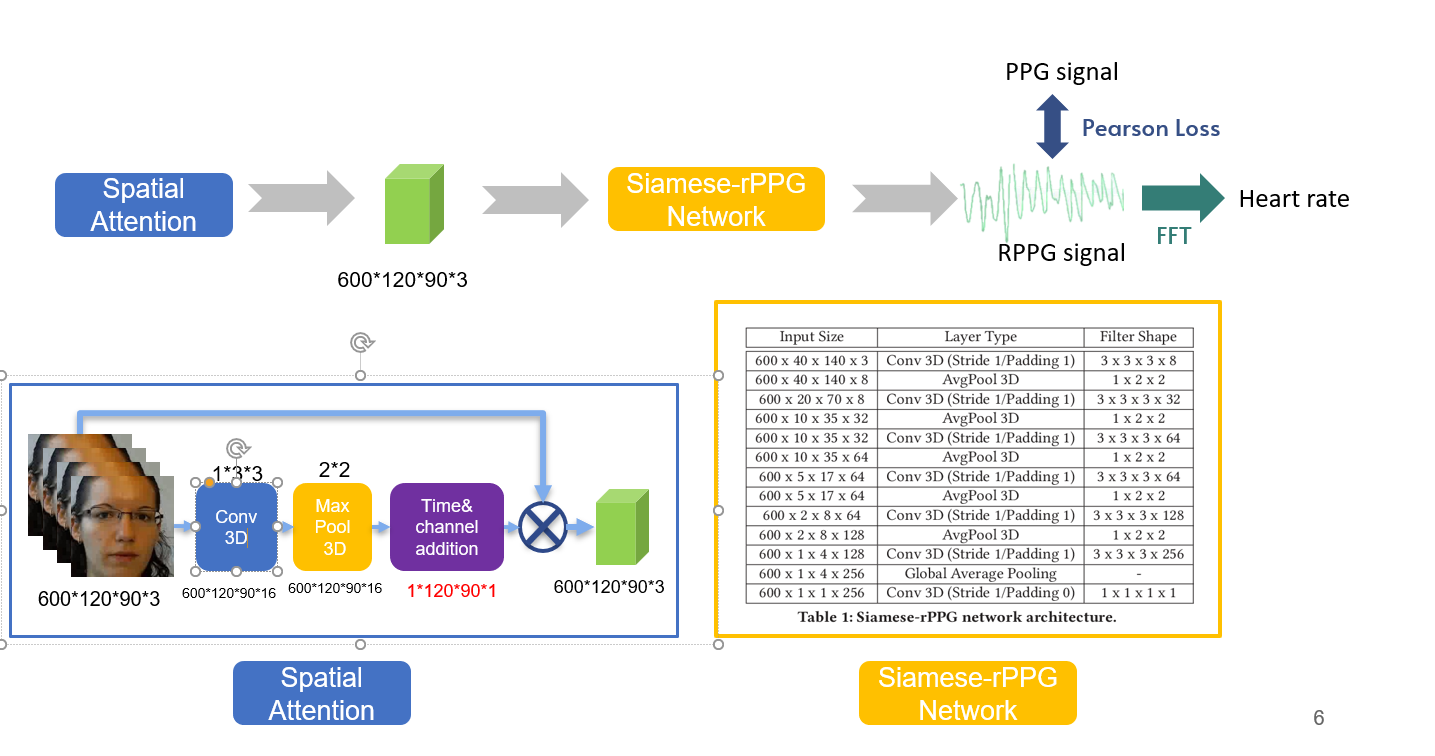 PPG signal
Pearson Loss
Spatial
Attention
Siamese-rPPG
Network
Heart rate
FFT
RPPG signal
600*120*90*3
Input Size Layer Type Filter Shape
600 x 40 x 140 x 3 Conv 3D (Stride 1/Padding 1) 3 x 3 x 3 x 8
600 x 40 x 140 x 8 AvgPool 3D 1 x 2 x 2
600 x 20 x 70 x 8 Conv 3D (Stride 1/Padding 1) 3 x 3 x 3 x 32
600 x 10 x 35 x 32 AvgPool 3D 1 x 2 x 2
600 x 10 x 35 x 32 Conv 3D (Stride 1/Padding 1) 3 x 3 x 3 x 64
600 x 10 x 35 x 64 AvgPool 3D 1 x 2 x 2
600 x 5 x 17 x 64 Conv 3D (Stride 1/Padding 1) 3 x 3 x 3 x 64
600 x 5 x 17 x 64 AvgPool 3D 1 x 2 x 2
600 x 2 x 8 x 64 Conv 3D (Stride 1/Padding 1) 3 x 3 x 3 x 128
600 x 2 x 8 x 128 AvgPool 3D 1 x 2 x 2
600 x 1 x 4 x 128 Conv 3D (Stride 1/Padding 1) 3 x 3 x 3 x 256
600 x 1 x 4 x 256 Global Average Pooling -
600 x 1 x 1 x 256 Conv 3D (Stride 1/Padding 0) 1 x 1 x 1 x 1
Table 1: Siamese-rPPG network architecture.
1*3*3
2*2
Conv
3D
Max
Pool
3D
Time&
channel
addition
600*120*90*3
600*120*90*16
600*120*90*16
1*120*90*1
600*120*90*3
Spatial
Attention
Siamese-rPPG
Network
6